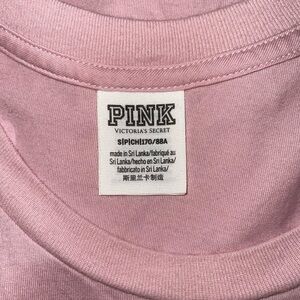 PINK
VICTORIA'S SECRET
S|P|CH|170/88A
made in Sri Lanka/fabriqué au
Sri Lanka/hecho en Sri Lanka/
fabbricato in Sri Lanka/
斯里兰卡制造